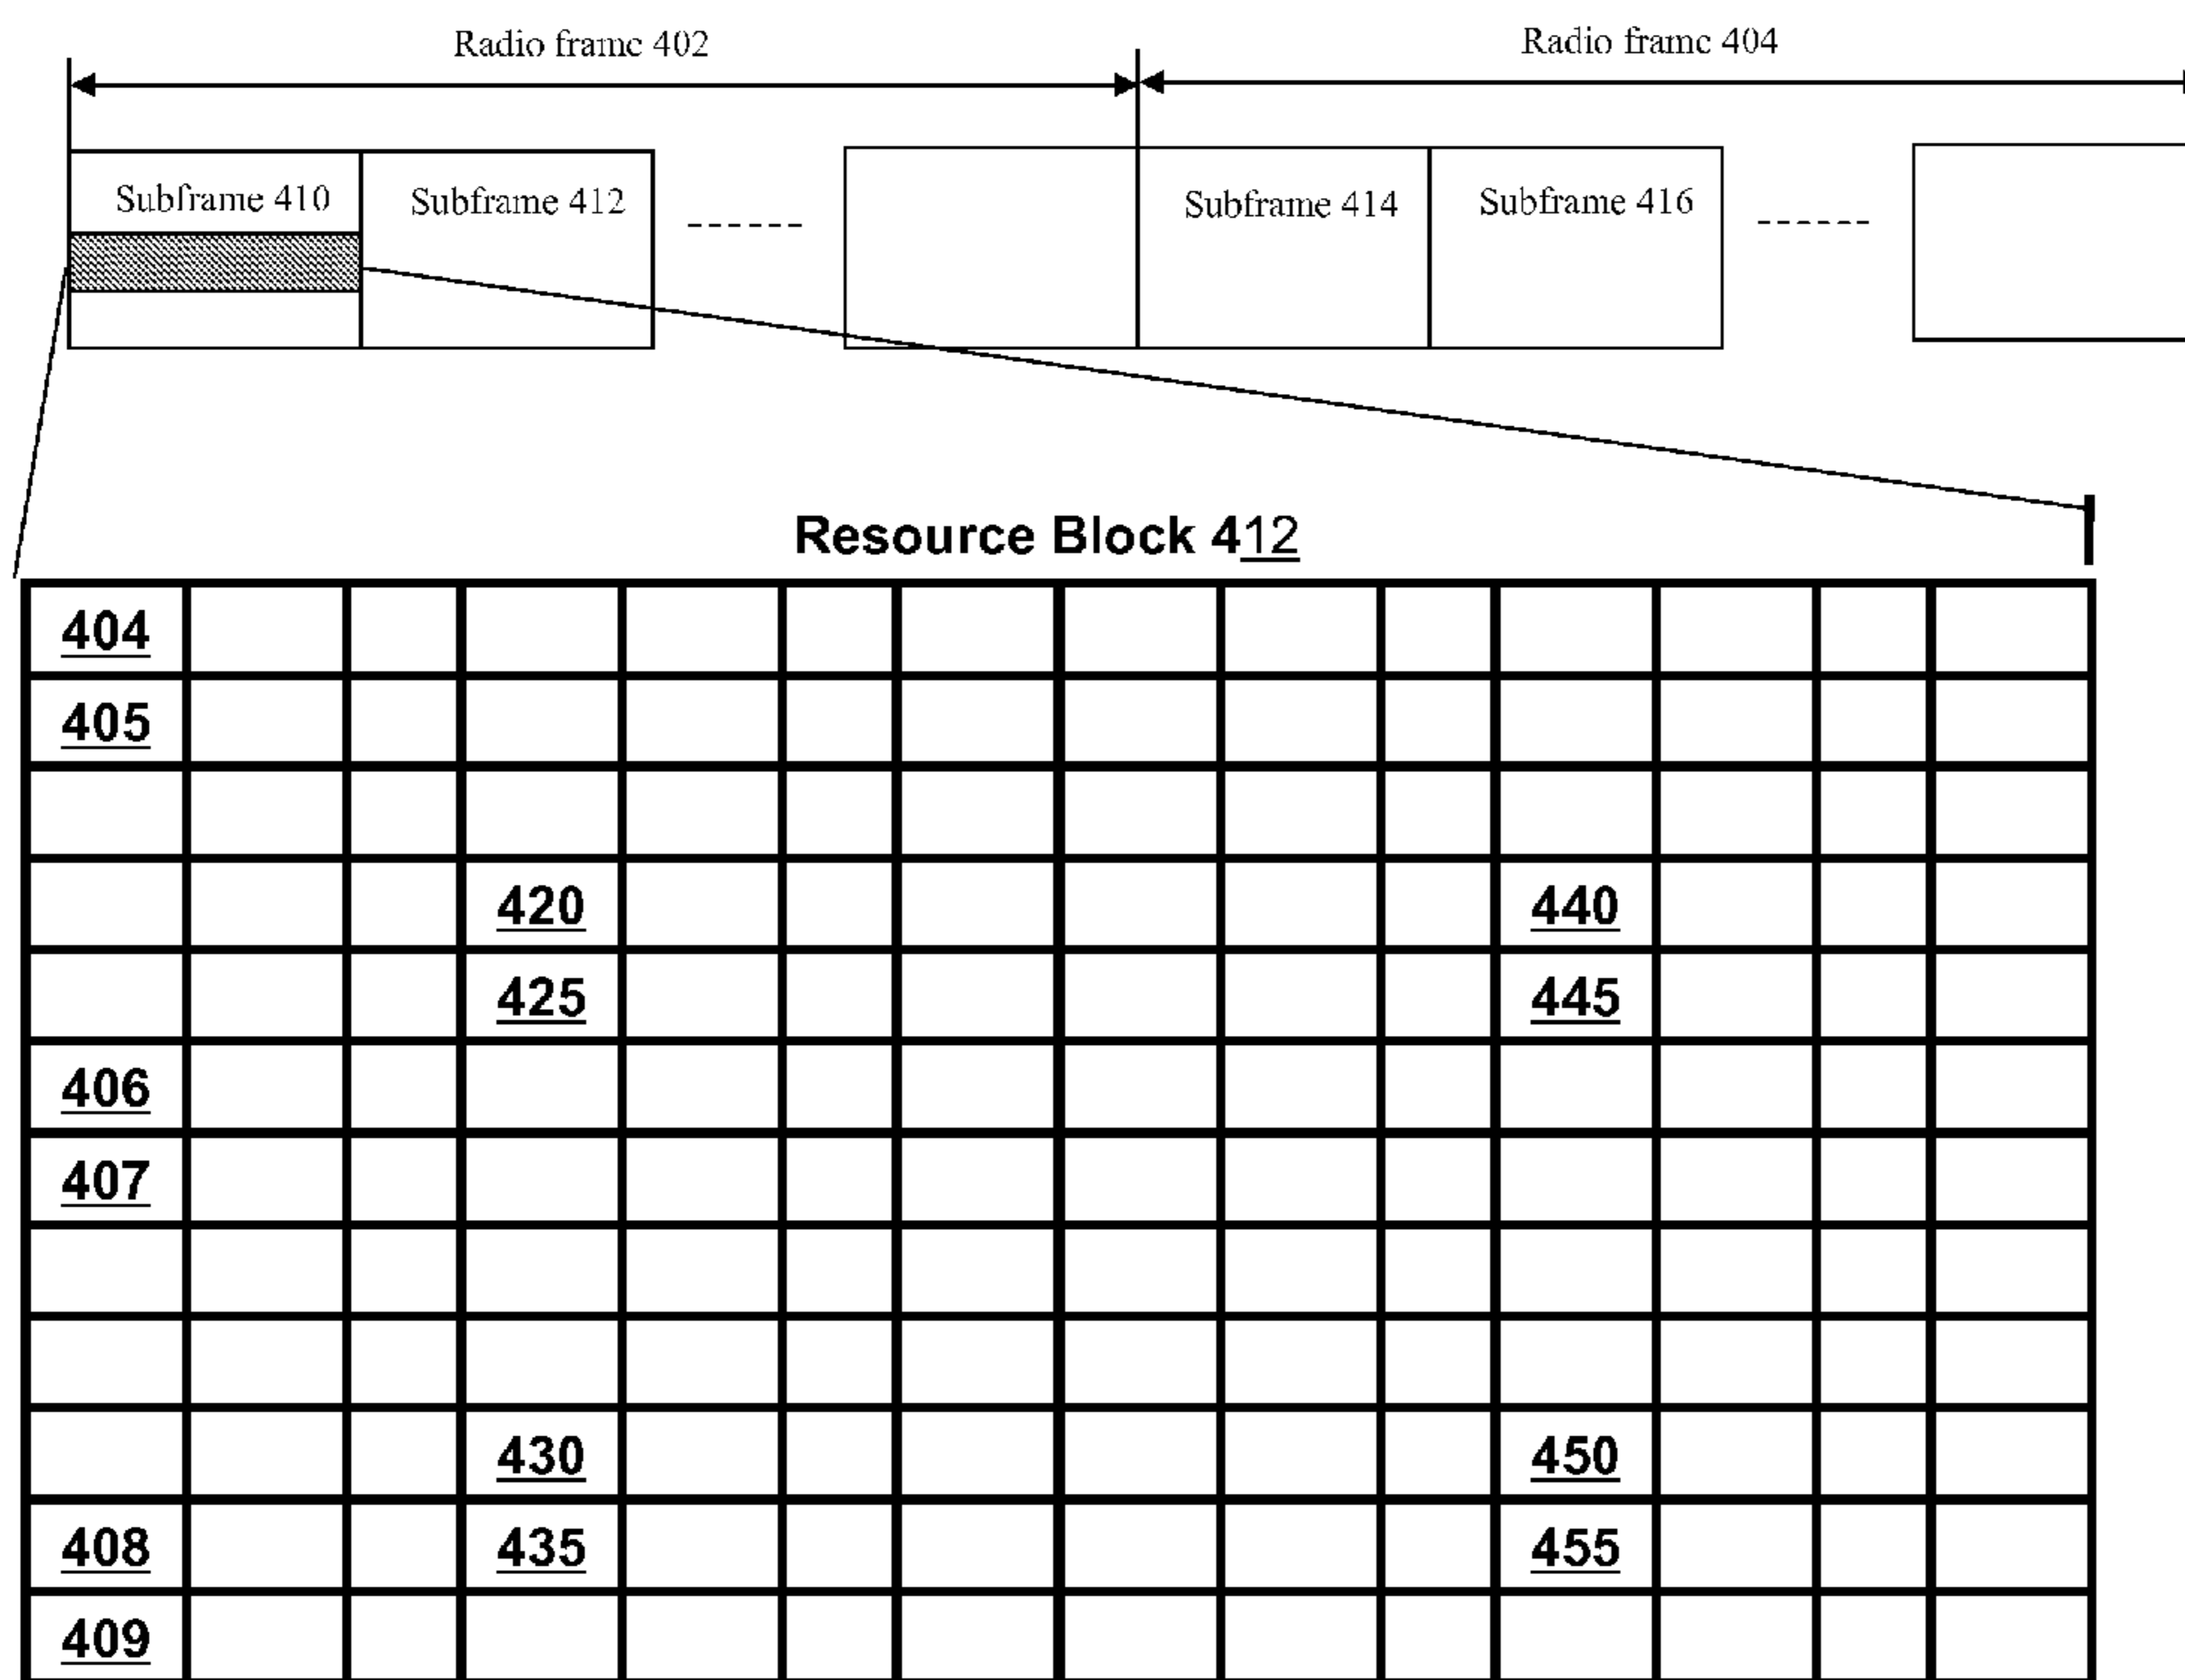 Radio frame 402
Radio frame 404
Subframe 410
Subframe 412
Subframe 414
Subframe 416
Resource Block 412
404
405
420 440
425 445
406
407
430 450
408 435 455
409